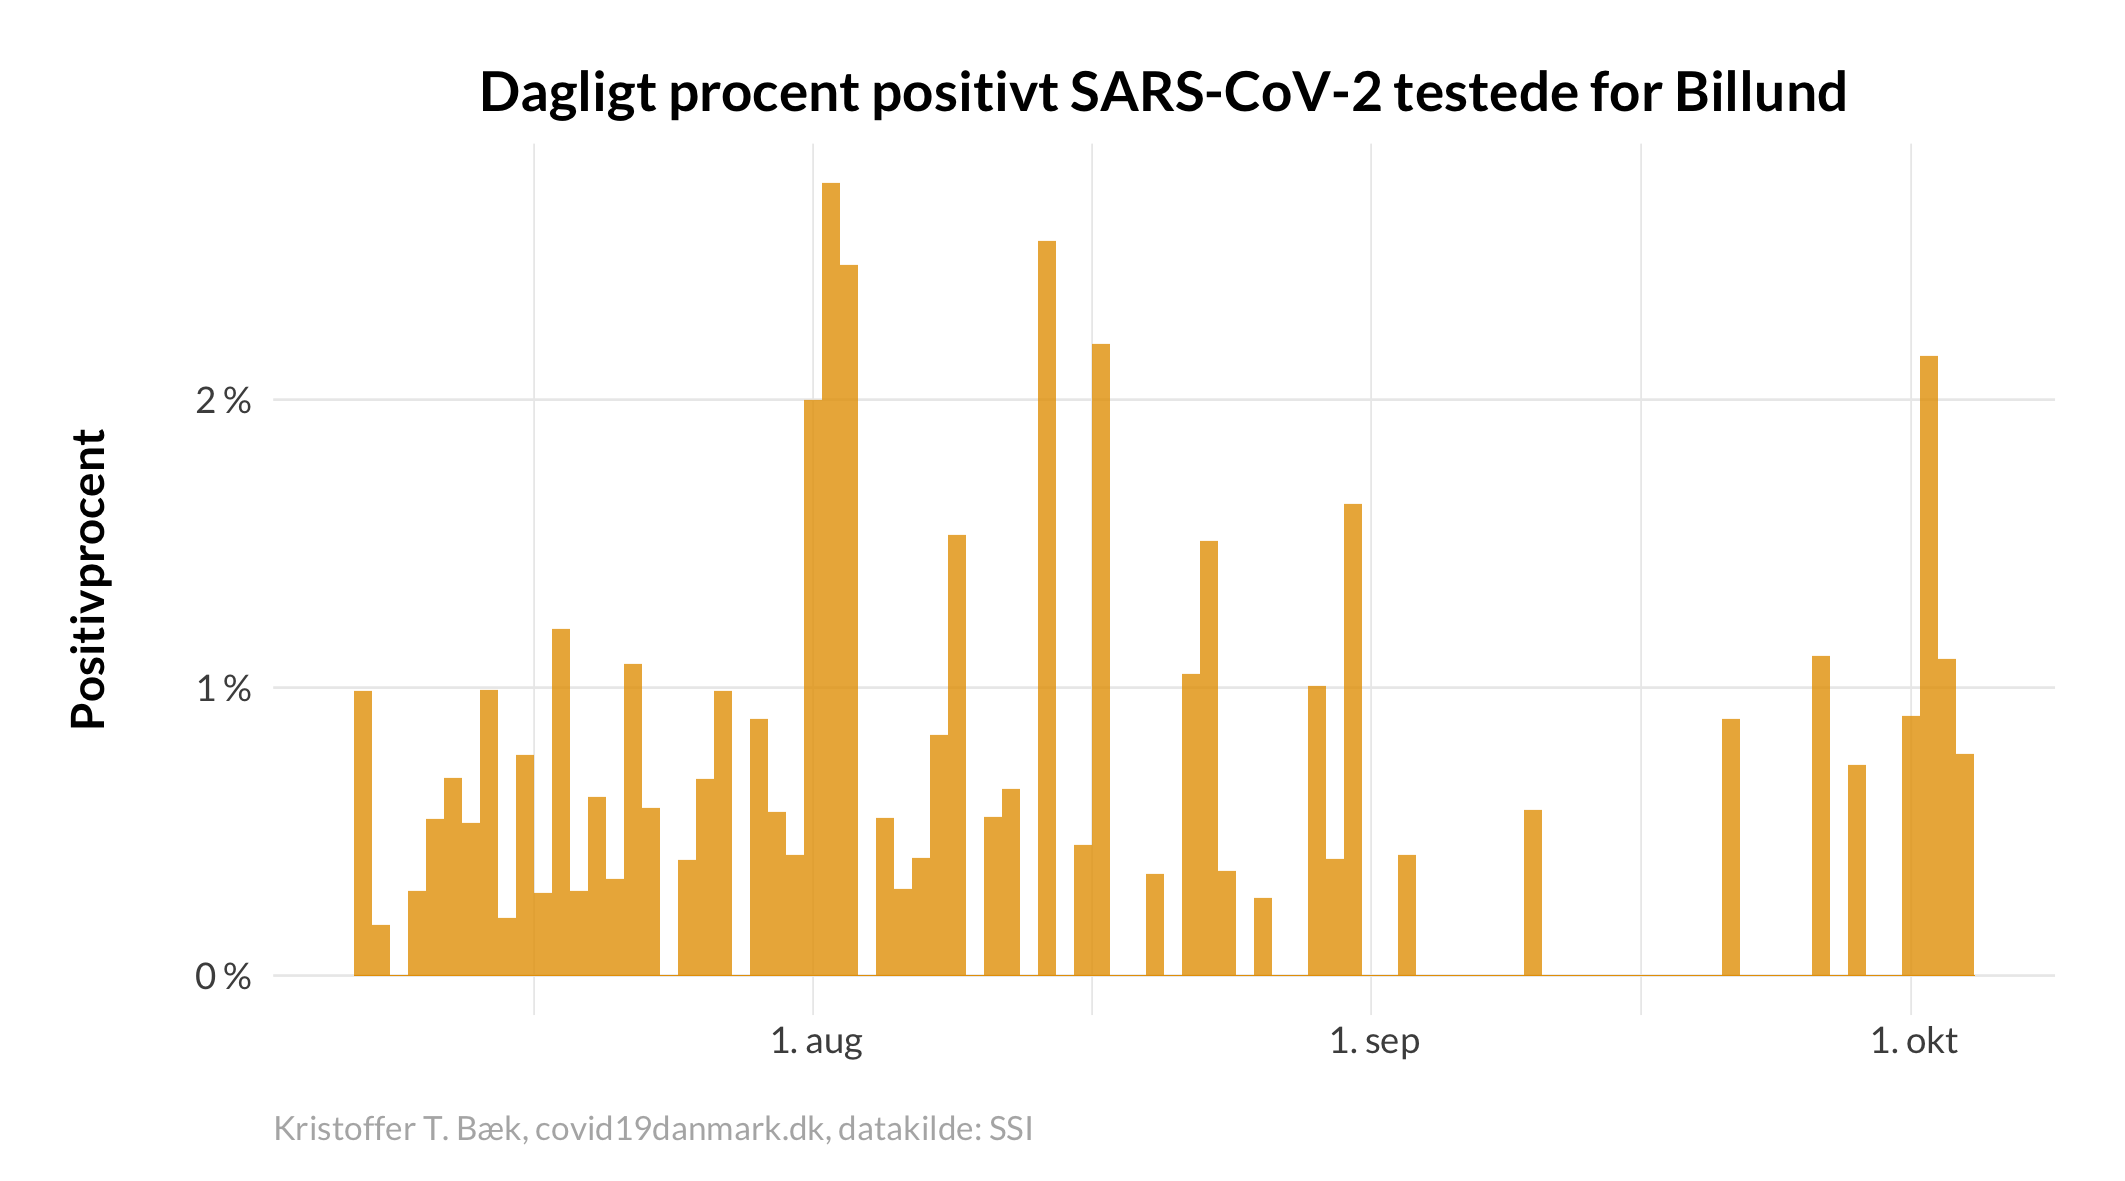 Dagligt procent positivt SARS-CoV-2 testede for Billund
Positivprocent
2 %
1 %
0 %
1. aug
1. sep
1. okt
Kristoffer T. Bæk, covid19danmark.dk, datakilde: SSI